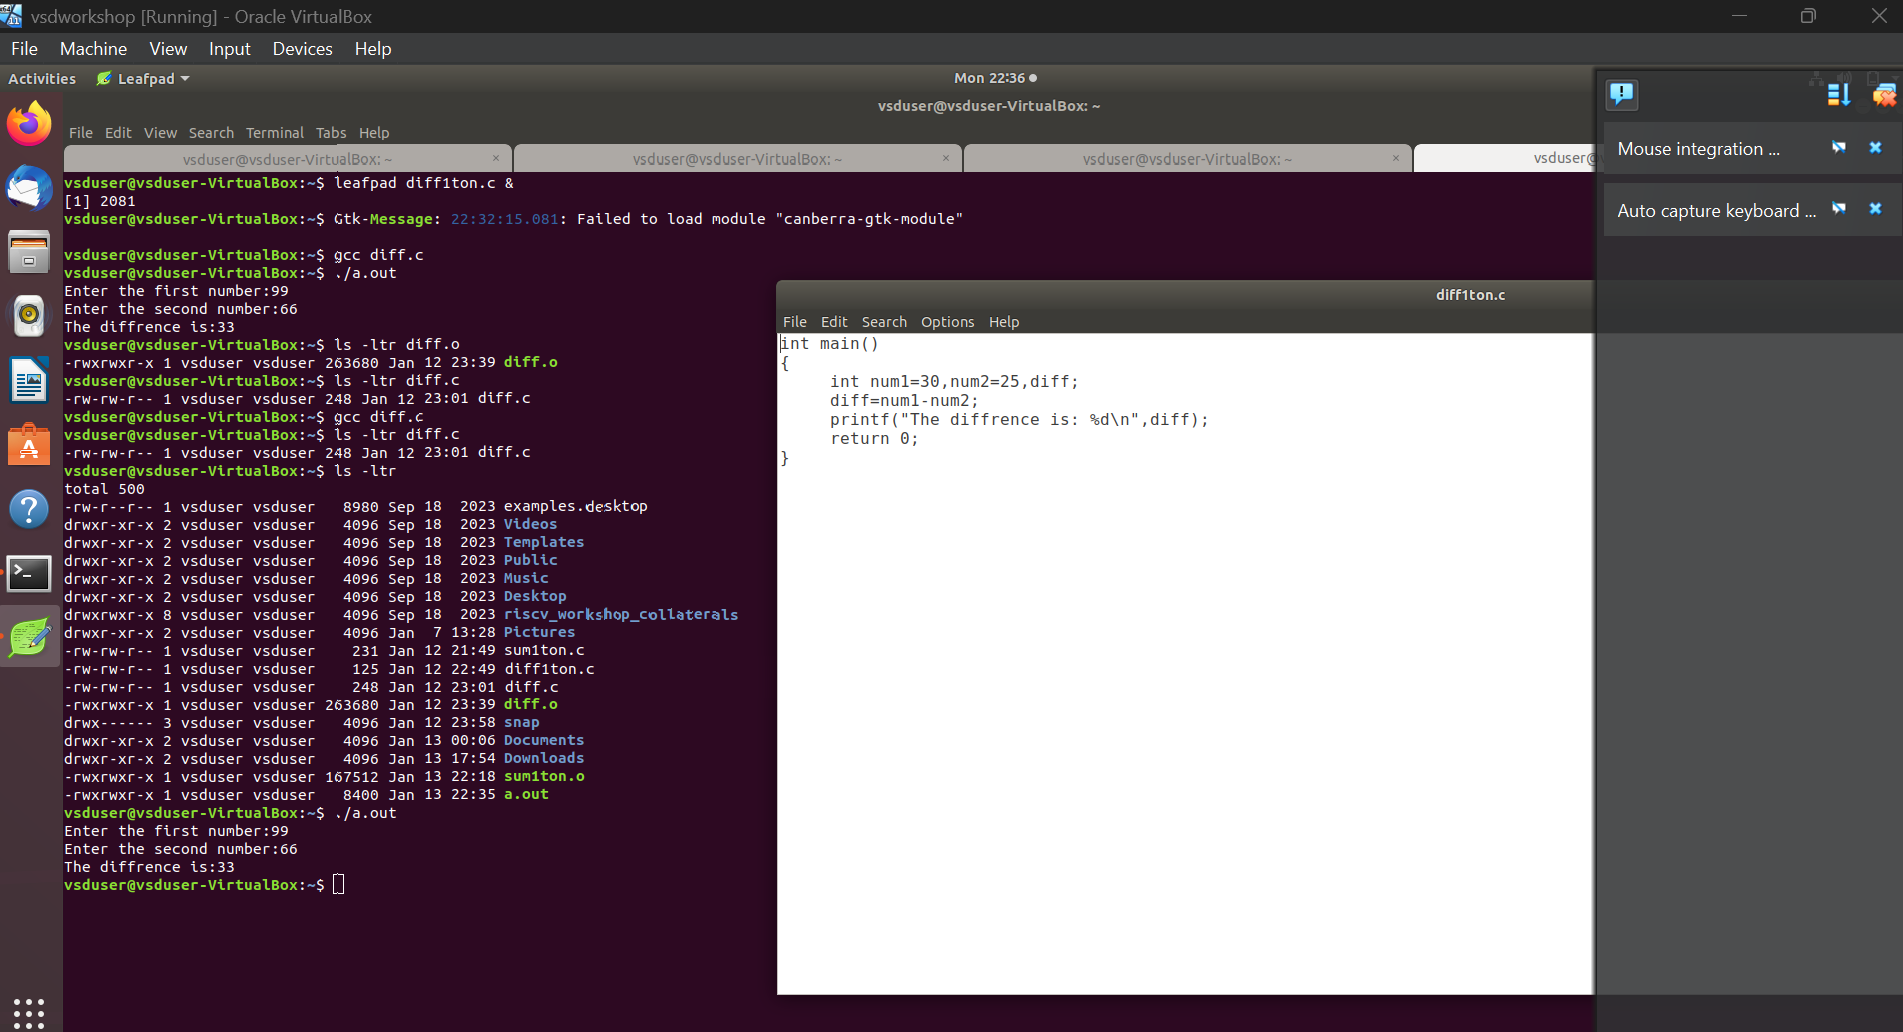 vsdworkshop [Running] - Oracle VirtualBox
File Machine View Input Devices Help
Activities Leafpad Mon 22:36
vsduser@vsduser-VirtualBox: ~
File Edit View Search Terminal Tabs Help
vsduser@vsduser-VirtualBox: ~ × vsduser@vsduser-VirtualBox: ~ × vsduser@vsduser-VirtualBox: ~ × vsduser@
vsduser@vsduser-VirtualBox:~$ leafpad diff1ton.c &
[1] 2081
vsduser@vsduser-VirtualBox:~$ Gtk-Message: 22:32:15.081: Failed to load module "canberra-gtk-module"
vsduser@vsduser-VirtualBox:~$ gcc diff.c
vsduser@vsduser-VirtualBox:~$ ./a.out
Enter the first number:99
Enter the second number:66
The diffrence is:33
vsduser@vsduser-VirtualBox:~$ ls -ltr diff.o
-rwxrwxr-x 1 vsduser vsduser 263680 Jan 12 23:39 diff.o
vsduser@vsduser-VirtualBox:~$ ls -ltr diff.c
-rw-rw-r-- 1 vsduser vsduser 248 Jan 12 23:01 diff.c
vsduser@vsduser-VirtualBox:~$ gcc diff.c
vsduser@vsduser-VirtualBox:~$ ls -ltr diff.c
-rw-rw-r-- 1 vsduser vsduser 248 Jan 12 23:01 diff.c
vsduser@vsduser-VirtualBox:~$ ls -ltr
total 500
-rw-r--r-- 1 vsduser vsduser 8980 Sep 18 2023 examples.desktop
drwxr-xr-x 2 vsduser vsduser 4096 Sep 18 2023 Videos
drwxr-xr-x 2 vsduser vsduser 4096 Sep 18 2023 Templates
drwxr-xr-x 2 vsduser vsduser 4096 Sep 18 2023 Public
drwxr-xr-x 2 vsduser vsduser 4096 Sep 18 2023 Music
drwxr-xr-x 2 vsduser vsduser 4096 Sep 18 2023 Desktop
drwxrwxr-x 8 vsduser vsduser 4096 Sep 18 2023 riscv_workshop_collaterals
drwxr-xr-x 2 vsduser vsduser 4096 Jan 7 13:28 Pictures
-rw-rw-r-- 1 vsduser vsduser 231 Jan 12 21:49 sum1ton.c
-rw-rw-r-- 1 vsduser vsduser 125 Jan 12 22:49 diff1ton.c
-rw-rw-r-- 1 vsduser vsduser 248 Jan 12 23:01 diff.c
-rwxrwxr-x 1 vsduser vsduser 263680 Jan 12 23:39 diff.o
drwx------ 3 vsduser vsduser 4096 Jan 12 23:58 snap
drwxr-xr-x 2 vsduser vsduser 4096 Jan 13 00:06 Documents
drwxr-xr-x 2 vsduser vsduser 4096 Jan 13 17:54 Downloads
-rwxrwxr-x 1 vsduser vsduser 167512 Jan 13 22:18 sum1ton.o
-rwxrwxr-x 1 vsduser vsduser 8400 Jan 13 22:35 a.out
vsduser@vsduser-VirtualBox:~$ ./a.out
Enter the first number:99
Enter the second number:66
The diffrence is:33
vsduser@vsduser-VirtualBox:~$
diff1ton.c
File Edit Search Options Help
int main()
{
int num1=30,num2=25,diff;
diff=num1-num2;
printf("The diffrence is: %d\n",diff);
return 0;
}
Mouse integration ...
Auto capture keyboard ...